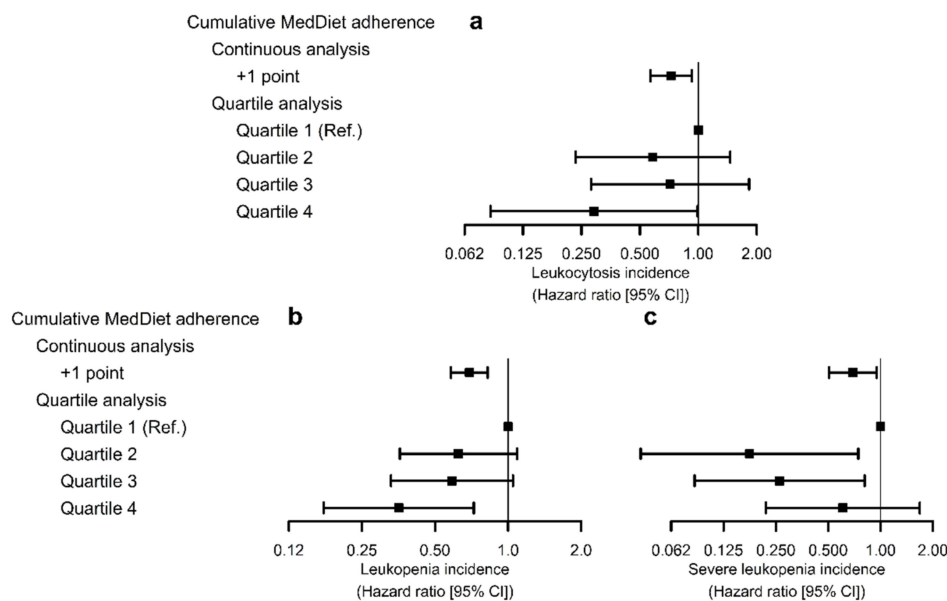 Cumulative MedDiet adherence a
Continuous analysis
+1 point
Quartile analysis
Quartile 1 (Ref.)
Quartile 2
Quartile 3
Quartile 4
0.062 0.125 0.250 0.500 1.00 2.00
Leukocytosis incidence
(Hazard ratio [95% CI])
Cumulative MedDiet adherence b c
Continuous analysis
+1 point
Quartile analysis
Quartile 1 (Ref.)
Quartile 2
Quartile 3
Quartile 4
0.12 0.25 0.50 1.0 2.0 0.062 0.125 0.250 0.500 1.00 2.00
Leukopenia incidence Severe leukopenia incidence
(Hazard ratio [95% CI]) (Hazard ratio [95% CI])